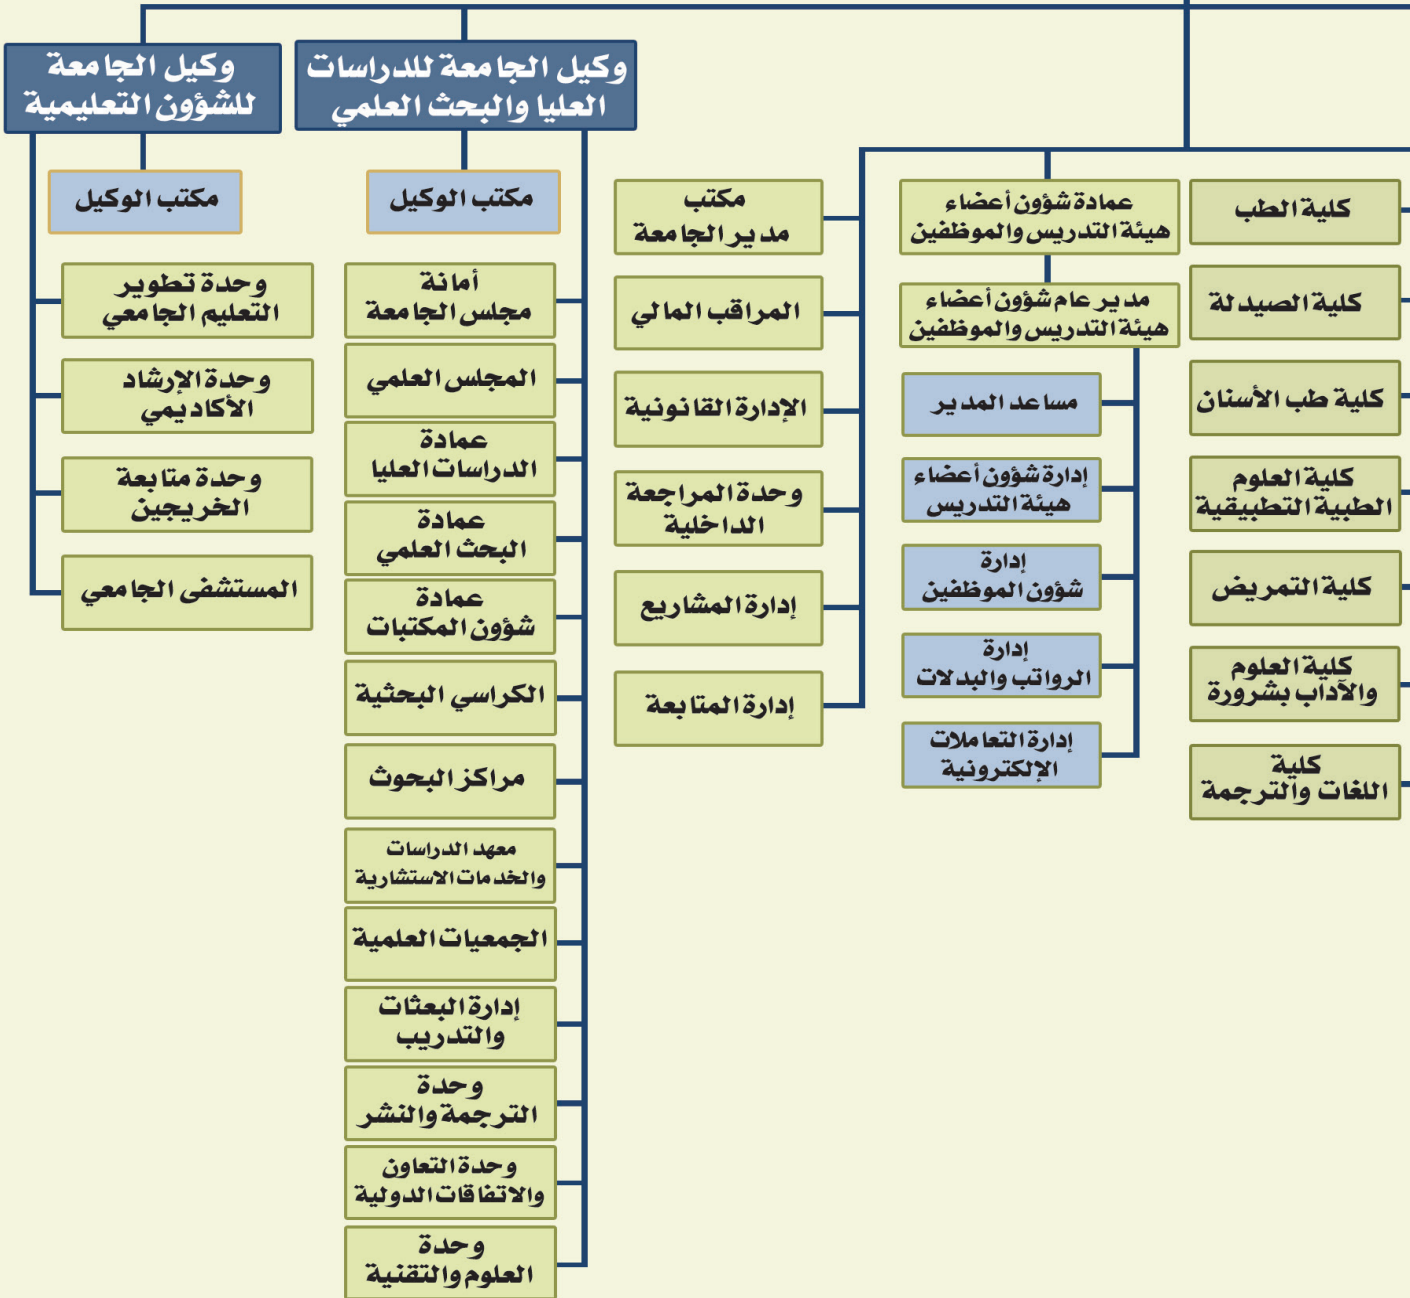 وكيل الجامعة
للشؤون التعليمية
وكيل الجامعة للدراسات
العليا والبحث العلمي
مكتب الوكيل
وحدة تطوير
التعليم الجامعي
وحدة الإرشاد
الأكاديمي
وحدة متابعة
الخريجين
المستشفى الجامعي
مكتب الوكيل
أمانة
مجلس الجامعة
المجلس العلمي
عمادة
الدراسات العليا
عمادة
البحث العلمي
عمادة
شؤون المكتبات
الكراسي البحثية
مراكز البحوث
معهد الدراسات
والخدمات الاستشارية
الجمعيات العلمية
إدارة البعثات
والتدريب
وحدة
الترجمة والنشر
وحدة التعاون
والاتفاقات الدولية
وحدة
العلوم والتقنية
مكتب
مدير الجامعة
المراقب المالي
الإدارة القانونية
وحدة المراجعة
الداخلية
إدارة المشاريع
إدارة المتابعة
عمادة شؤون أعضاء
هيئة التدريس والموظفين
مدير عام شؤون أعضاء
هيئة التدريس والموظفين
مساعد المدير
إدارة شؤون أعضاء
هيئة التدريس
إدارة
شؤون الموظفين
إدارة
الرواتب والبدلات
إدارة التعاملات
الإلكترونية
كلية الطب
كلية الصيدلة
كلية طب الأسنان
كلية العلوم
الطبية التطبيقية
كلية التمريض
كلية العلوم
والآداب بشرورة
كلية
اللغات والترجمة